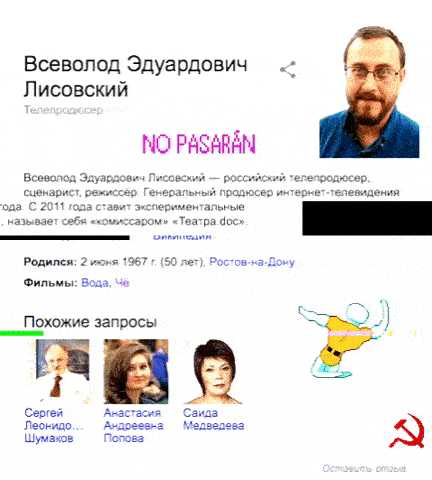 Всеволод Эдуардович
Лисовский
Телепродюсер
NO PASARÁN
Всеволод Эдуардович Лисовский — российский телепродюсер,
сценарист, режиссёр. Генеральный продюсер интернет-телевидения
года. С 2011 года ставит экспериментальные
, называет себя «комиссаром» «Театра.doc».
Википедия
Родился: 2 июня 1967 г. (50 лет), Ростов-на-Дону
Фильмы: Вода, Чё
Похожие запросы
Сергей
Леонидо...
Шумаков
Анастасия
Андреевна
Попова
Саида
Медведева
Оставить отзыв